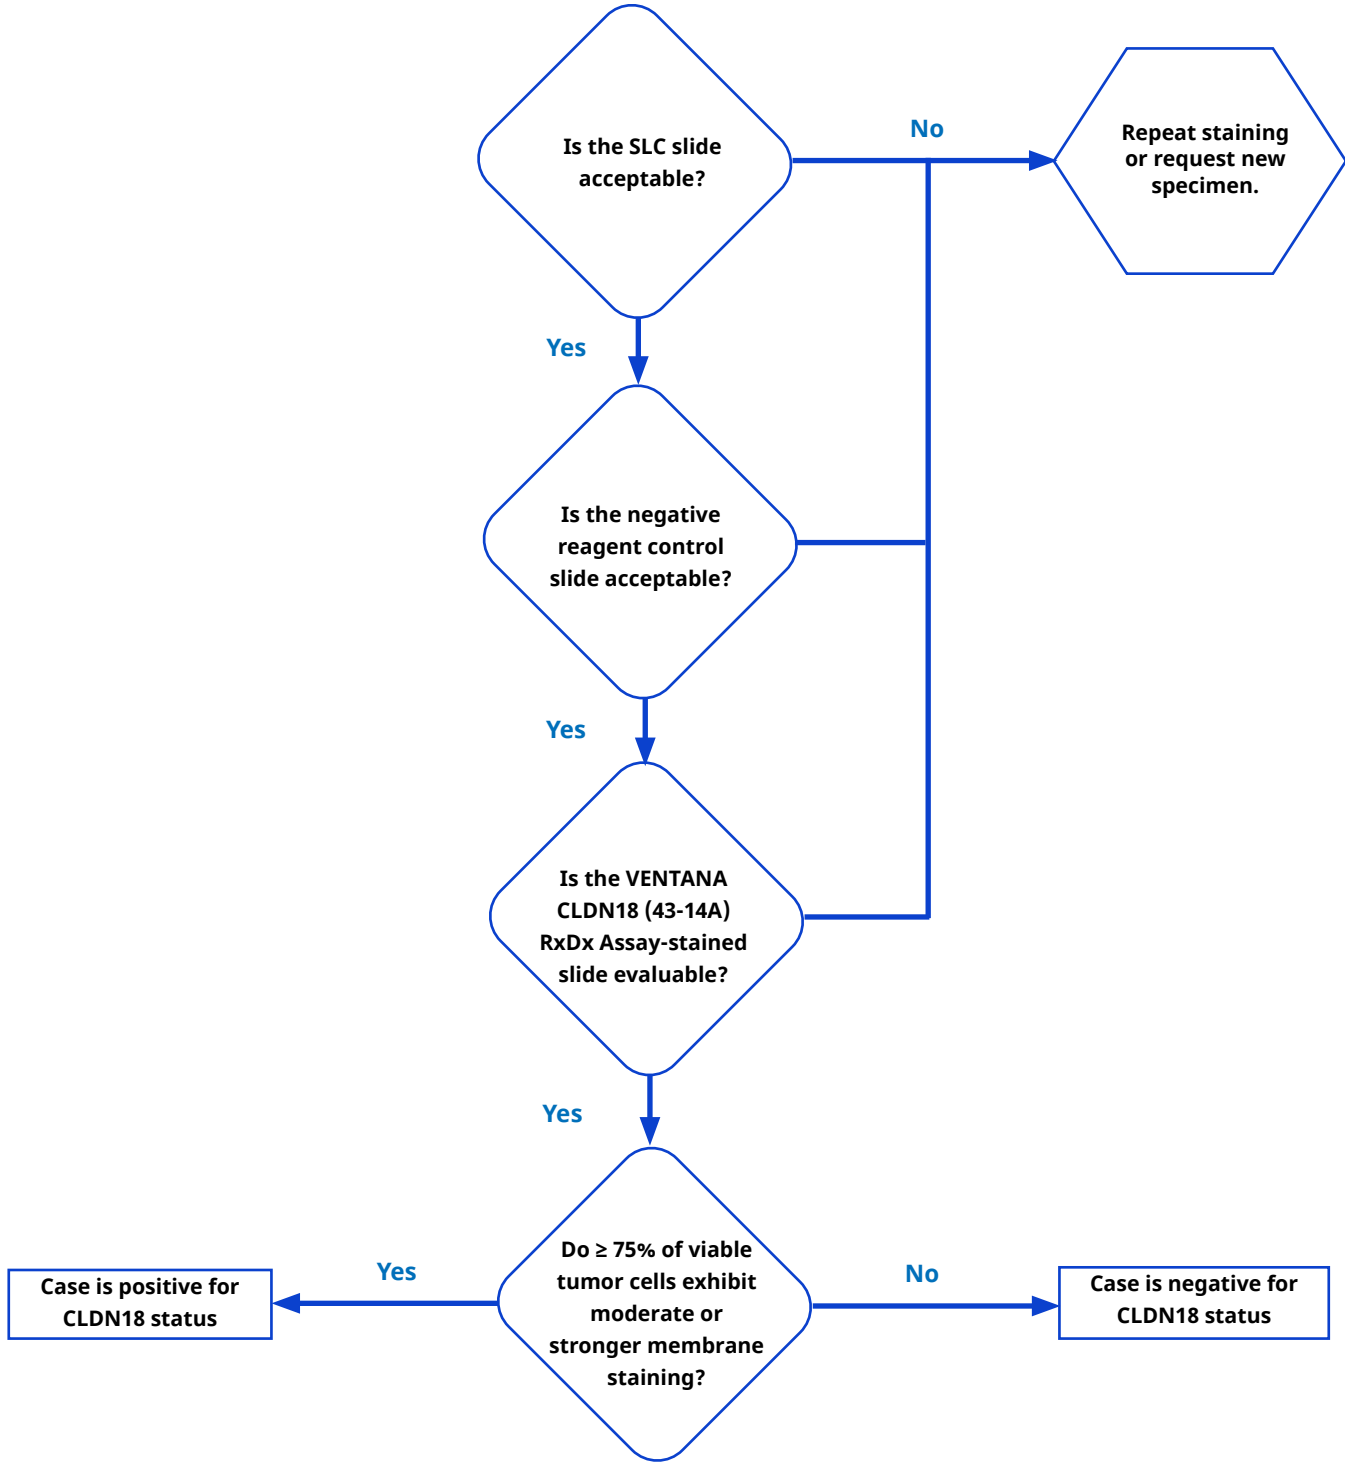 Is the SLC slide
acceptable?
No
Repeat staining
or request new
specimen.
Yes
Is the negative
reagent control
slide acceptable?
Yes
Is the VENTANA
CLDN18 (43-14A)
RxDx Assay-stained
slide evaluable?
Yes
Do ≥ 75% of viable
tumor cells exhibit
moderate or
stronger membrane
staining?
Yes
Case is positive for
CLDN18 status
No
Case is negative for
CLDN18 status